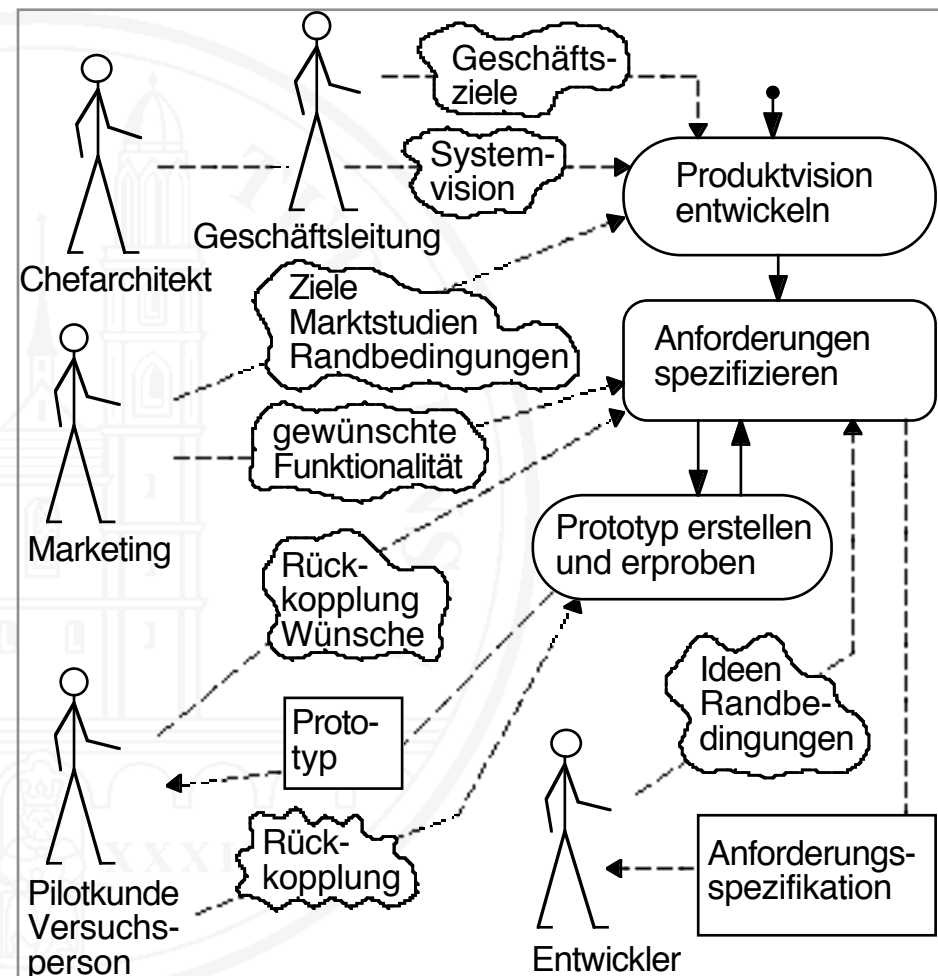 Geschäfts-
ziele
System-
vision
Produktvision
entwickeln
Geschäftsleitung
Chefarchitekt
Ziele
Marktstudien
Randbedingungen
Anforderungen
spezifizieren
gewünschte
Funktionalität
Marketing
Prototyp erstellen
und erproben
Rück-
kopplung
Wünsche
Ideen
Randbe-
dingungen
Proto-
typ
Rück-
kopplung
Anforderungs-
spezifikation
Pilotkunde
Versuchs-
person
Entwickler